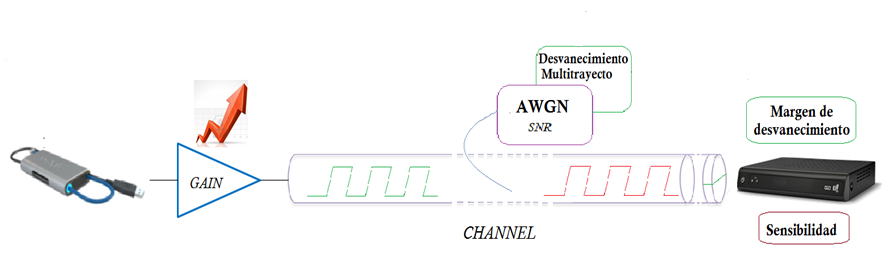 Desvanecimiento
Multitrayecto
AWGN
SNR
GAIN
Margen de
desvanecimiento
CHANNEL
Sensibilidad